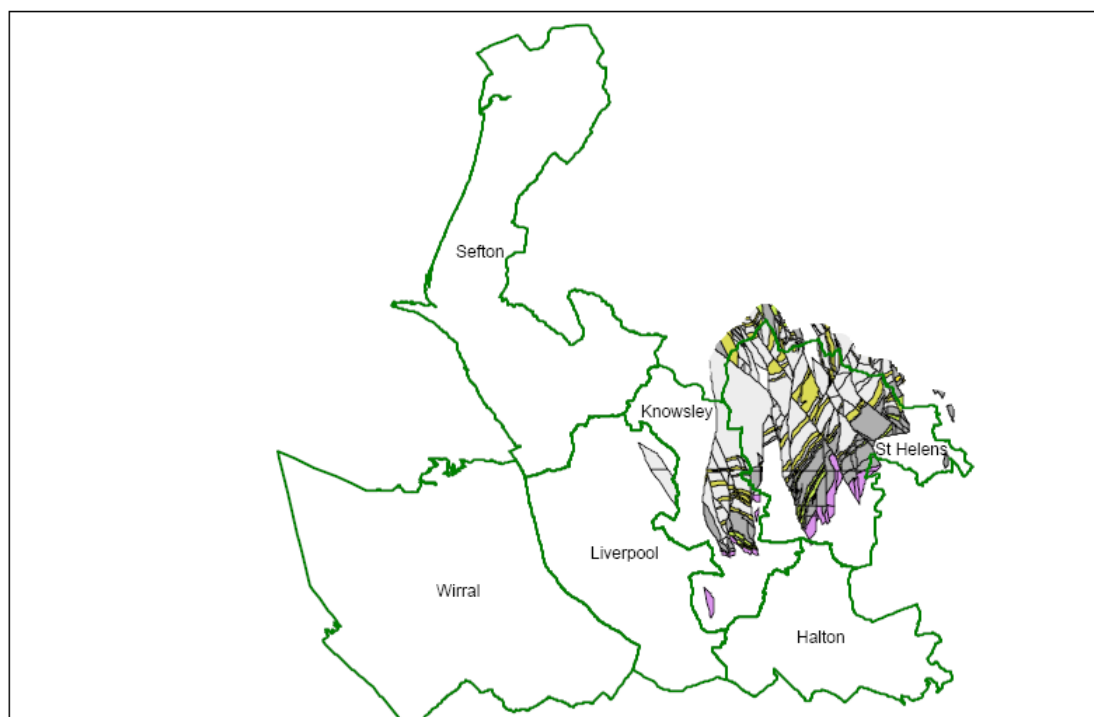 Sefton
Knowsley
St Helens
Liverpool
Wirral
Halton